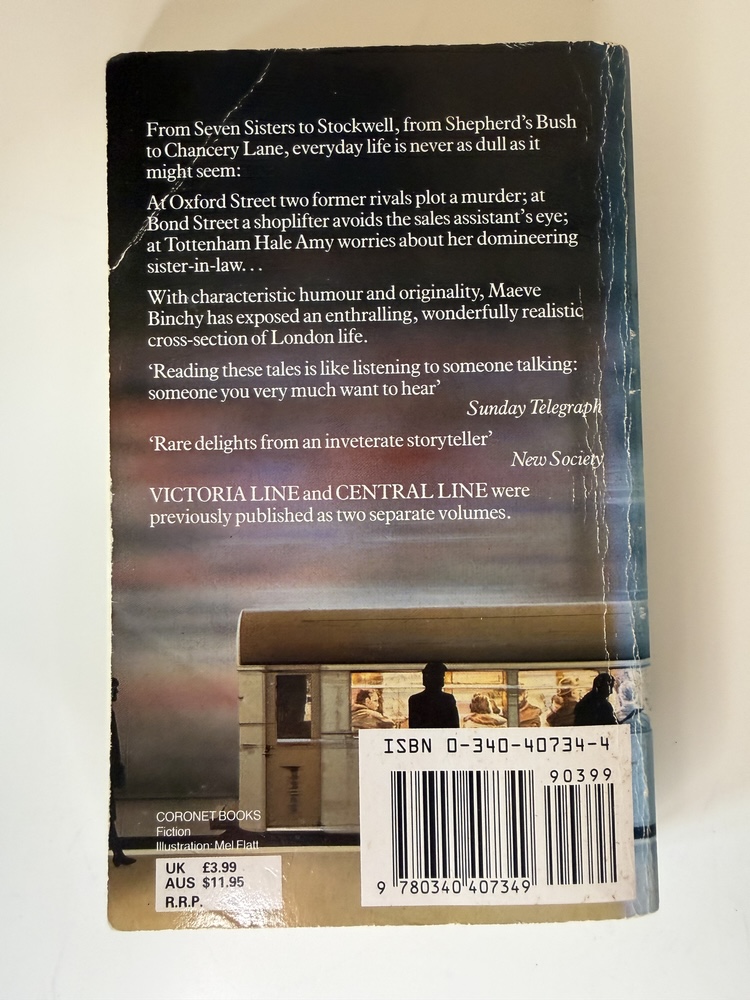 From Seven Sisters to Stockwell, from Shepherd's Bush
to Chancery Lane, everyday life is never as dull as it
might seem:
At Oxford Street two former rivals plot a murder; at
Bond Street a shoplifter avoids the sales assistant's eye;
at Tottenham Hale Amy worries about her domineering
sister-in-law...
With characteristic humour and originality, Maeve
Binchy has exposed an enthralling, wonderfully realistic
cross-section of London life.
'Reading these tales is like listening to someone talking:
someone you very much want to hear'
Sunday Telegraph
'Rare delights from an inveterate storyteller'
New Society
VICTORIA LINE and CENTRAL LINE were
previously published as two separate volumes.
ISBN 0-340-40734-4
90399
9 780340 407349
CORONET BOOKS
Fiction
Illustration: Mel Flatt
UK £3.99
AUS $11.95
R.R.P.